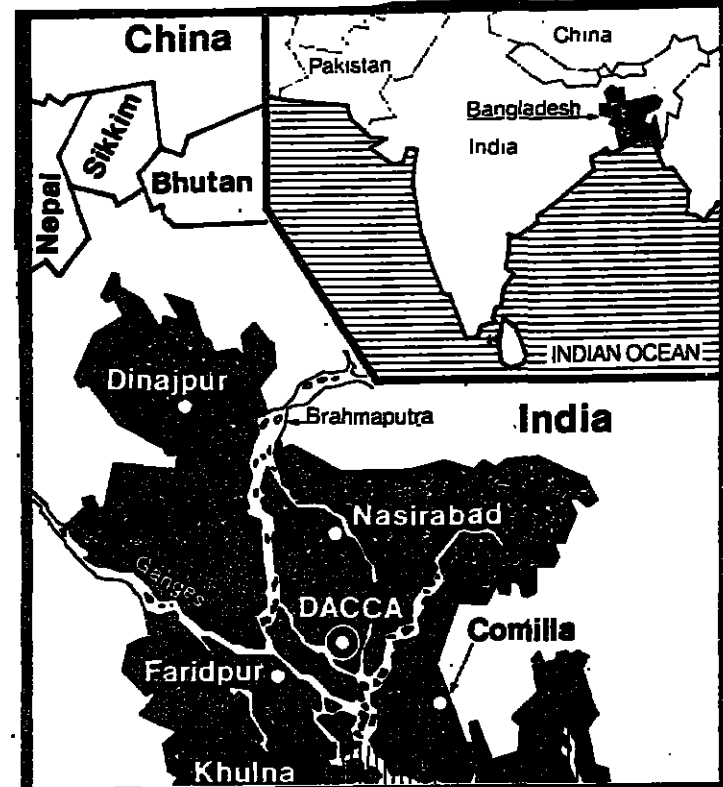 China
Sikkim
Nepal
Bhutan
China
Pakistan
Bangladesh
India
INDIAN OCEAN
Dinajpur
Brahmaputra
India
Nasirabad
Ganges
DACCA
Comilla
Faridpur
Khulna